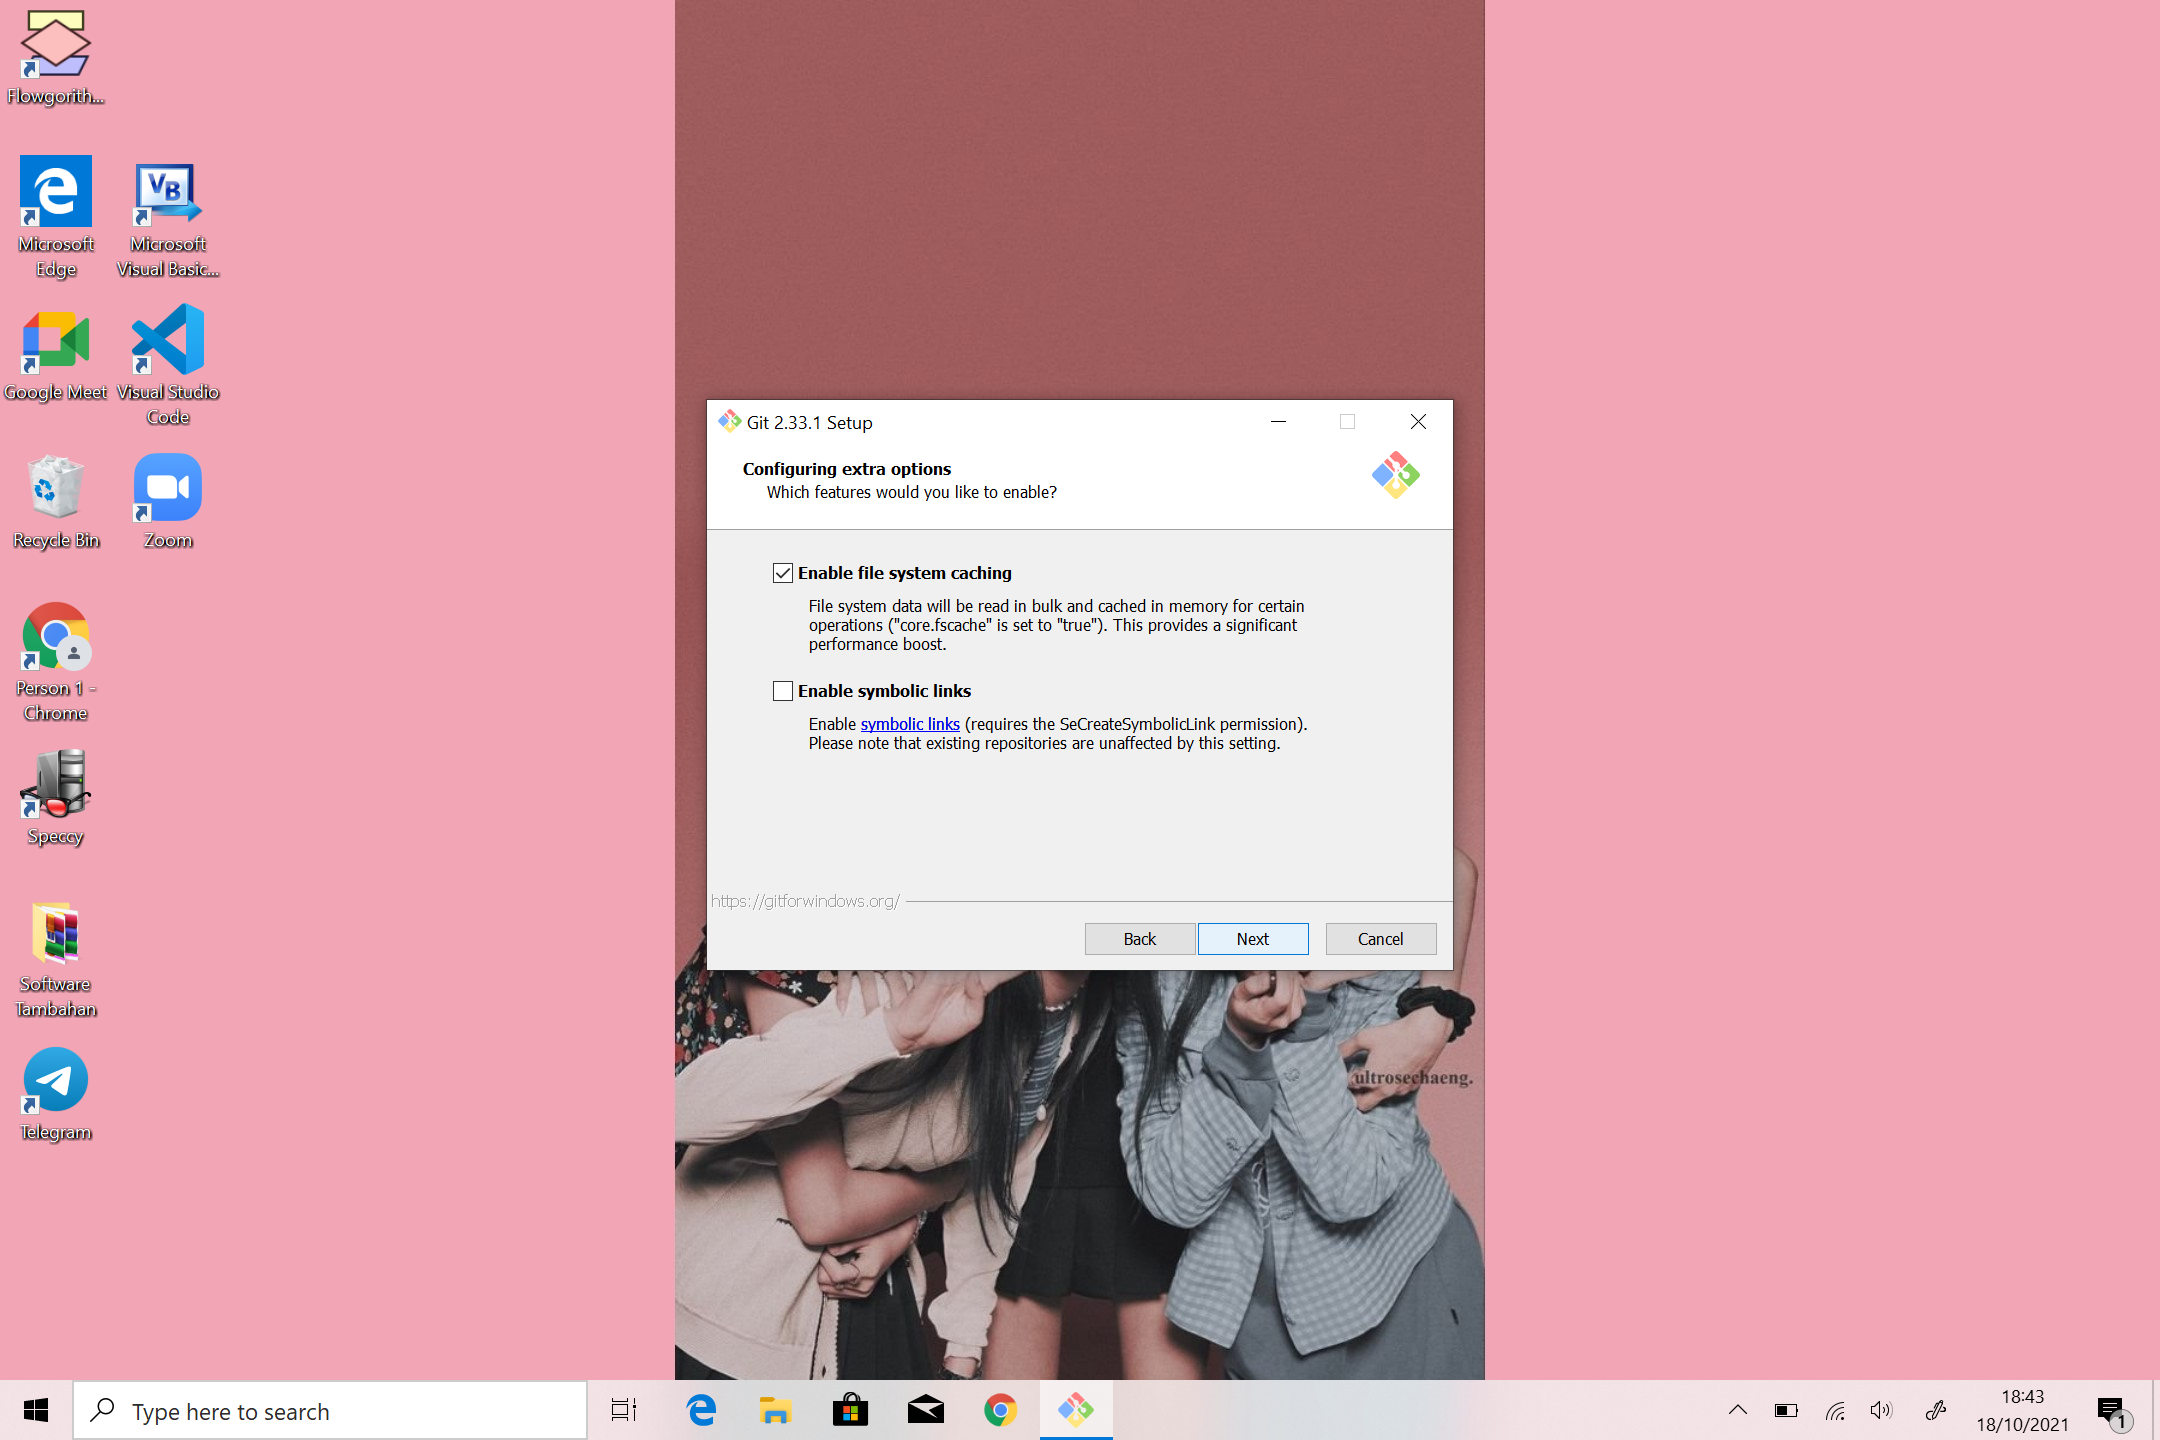 Flowgorith...
Microsoft
Edge
Microsoft
Visual Basic...
Google Meet
Visual Studio
Code
Recycle Bin
Zoom
Person 1 -
Chrome
Speccy
Software
Tambahan
Telegram
Git 2.33.1 Setup
Configuring extra options
Which features would you like to enable?
Enable file system caching
File system data will be read in bulk and cached in memory for certain
operations ("core.fscache" is set to "true"). This provides a significant
performance boost.
Enable symbolic links
Enable symbolic links (requires the SeCreateSymbolicLink permission).
Please note that existing repositories are unaffected by this setting.
https://gitforwindows.org/
Back
Next
Cancel
ultrosechaeng.
Type here to search
18:43
18/10/2021
1